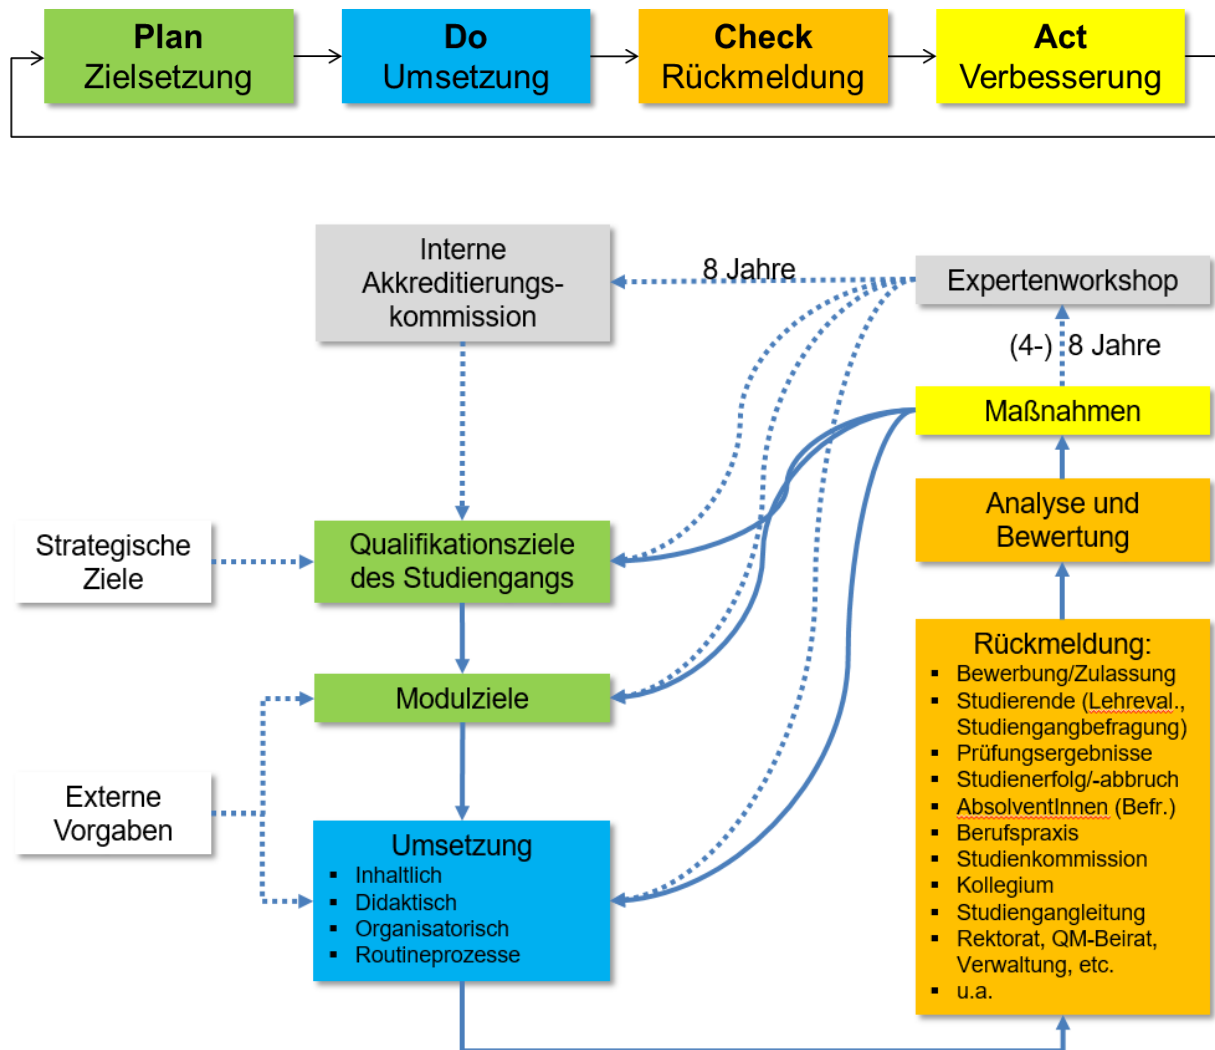 Plan
Zielsetzung
Do
Umsetzung
Check
Rückmeldung
Act
Verbesserung
Interne
Akkreditierungs-
kommission
8 Jahre
Expertenworkshop
(4-) 8 Jahre
Maßnahmen
Analyse und
Bewertung
Strategische
Ziele
Qualifikationsziele
des Studiengangs
Modulziele
Externe
Vorgaben
Umsetzung
▪ Inhaltlich
▪ Didaktisch
▪ Organisatorisch
▪ Routineprozesse
Rückmeldung:
▪ Bewerbung/Zulassung
▪ Studierende (Lehreval.,
Studiengangbefragung)
▪ Prüfungsergebnisse
▪ Studienerfolg/-abbruch
▪ AbsolventInnen (Befr.)
▪ Berufspraxis
▪ Studienkommission
▪ Kollegium
▪ Studiengangleitung
▪ Rektorat, QM-Beirat,
Verwaltung, etc.
▪ u.a.